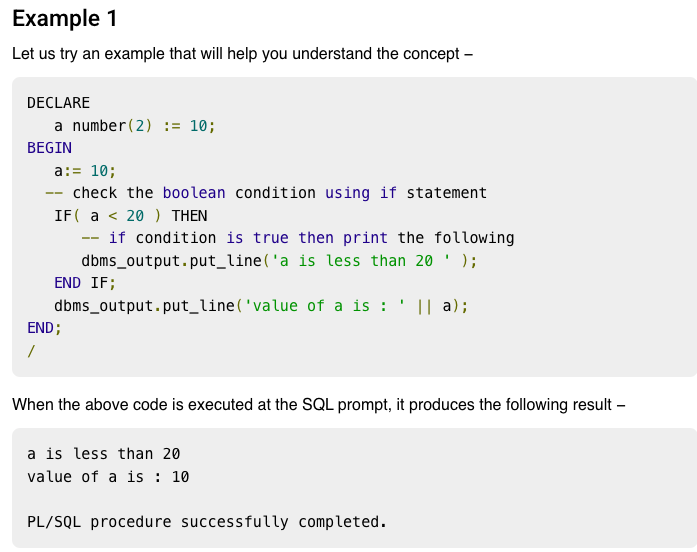 Example 1
Let us try an example that will help you understand the concept –
DECLARE
   a number(2) := 10;
BEGIN
   a:= 10;
  -- check the boolean condition using if statement
   IF( a < 20 ) THEN
      -- if condition is true then print the following
      dbms_output.put_line('a is less than 20 ' );
   END IF;
   dbms_output.put_line('value of a is : ' || a);
END;
/
When the above code is executed at the SQL prompt, it produces the following result –
a is less than 20
value of a is : 10
PL/SQL procedure successfully completed.